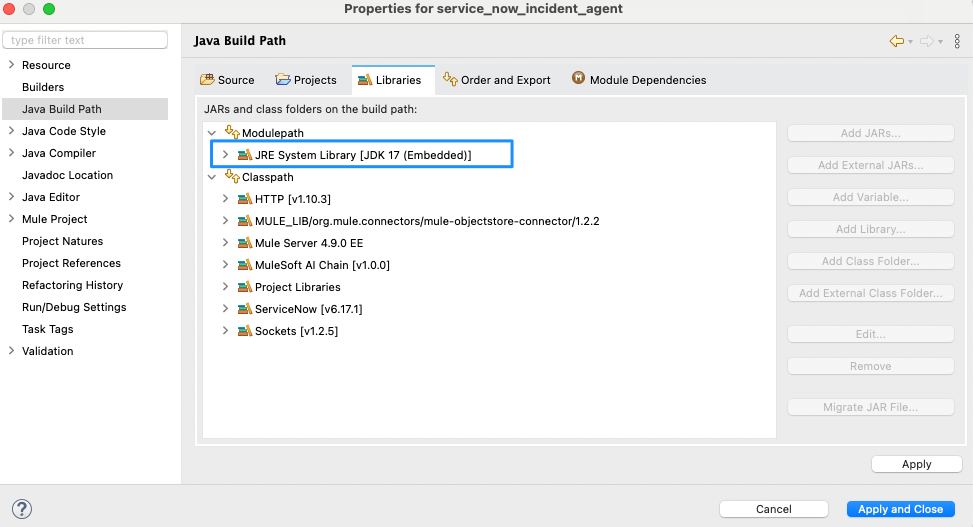 Properties for service_now_incident_agent
type filter text
Resource
Builders
Java Build Path
Java Code Style
Java Compiler
Javadoc Location
Java Editor
Mule Project
Project Natures
Project References
Refactoring History
Run/Debug Settings
Task Tags
Validation
Java Build Path
Source
Projects
Libraries
Order and Export
M Module Dependencies
JARs and class folders on the build path:
Modulepath
JRE System Library [JDK 17 (Embedded)]
Classpath
HTTP [v1.10.3]
MULE_LIB/org.mule.connectors/mule-objectstore-connector/1.2.2
Mule Server 4.9.0 EE
MuleSoft AI Chain [v1.0.0]
Project Libraries
ServiceNow [v6.17.1]
Sockets [v1.2.5]
Add JARs...
Add External JARs...
Add Variable...
Add Library...
Add Class Folder...
Add External Class Folder...
Edit...
Remove
Migrate JAR File...
Apply
?
Cancel
Apply and Close